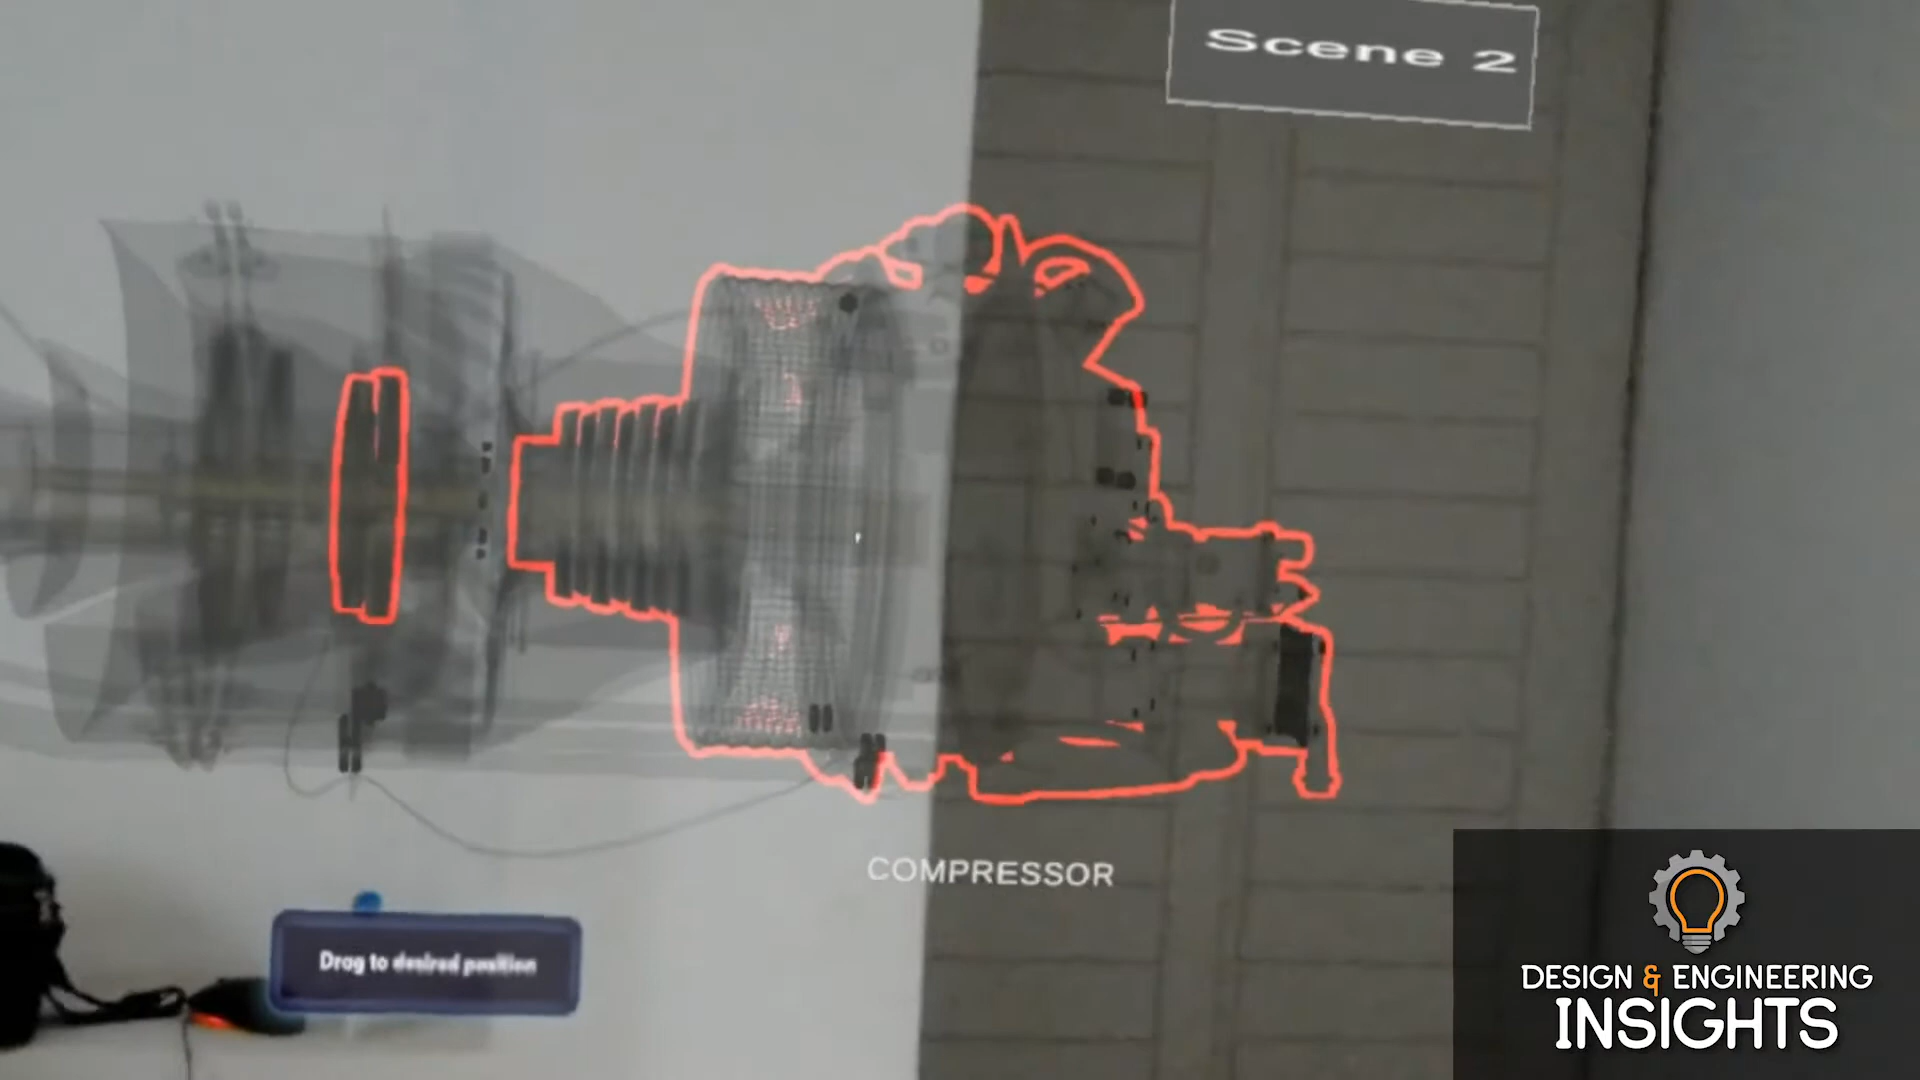 Scene 2
COMPRESSOR
Drag to desired position
DESIGN & ENGINEERING
INSIGHTS